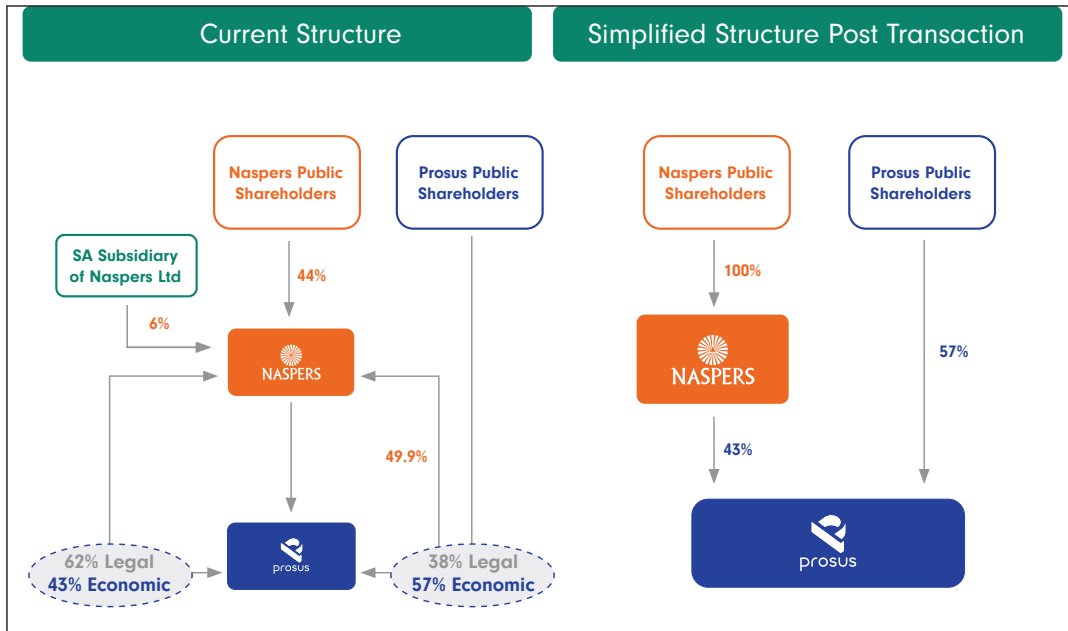 Current Structure
Simplified Structure Post Transaction
Naspers Public
Shareholders
Prosus Public
Shareholders
SA Subsidiary
of Naspers Ltd
44%
6%
NASPERS
49.9%
62% Legal
43% Economic
prosus
38% Legal
57% Economic
Naspers Public
Shareholders
Prosus Public
Shareholders
100%
NASPERS
57%
43%
prosus